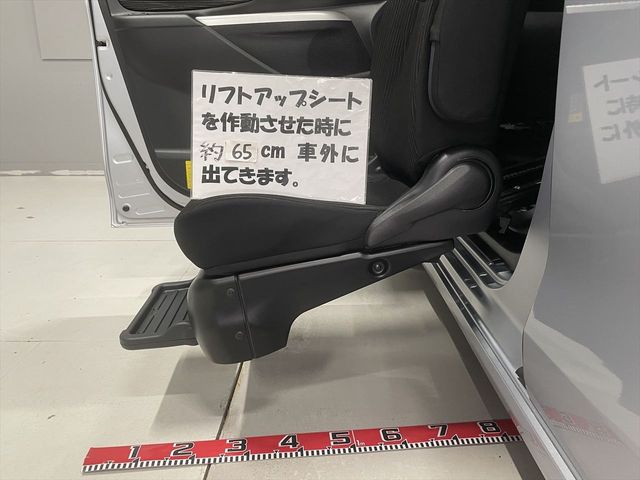 リフトアップシート
を作動させた時に
約 65 cm 車外に
出てきます。
1 2 3 4 5 6 7 8